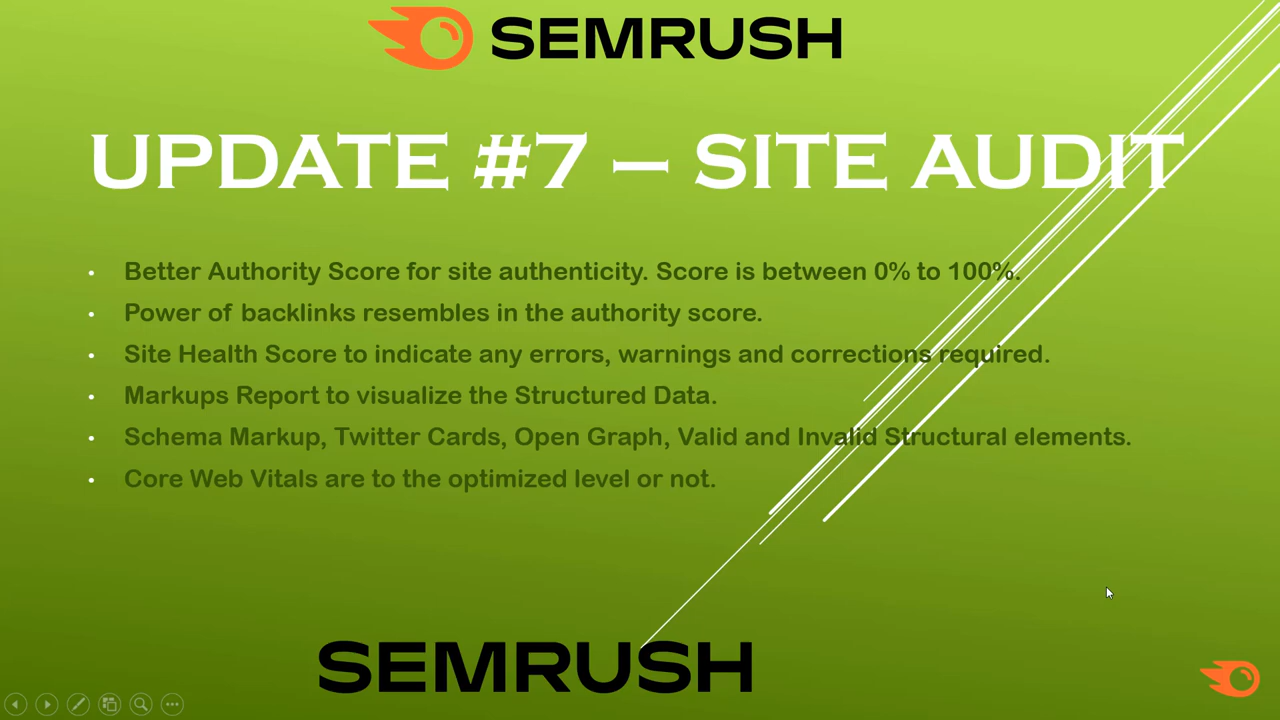 SEMRUSH
UPDATE #7 – SITE AUDIT
• Better Authority Score for site authenticity. Score is between 0% to 100%.
• Power of backlinks resembles in the authority score.
• Site Health Score to indicate any errors, warnings and corrections required.
• Markups Report to visualize the Structured Data.
• Schema Markup, Twitter Cards, Open Graph, Valid and Invalid Structural elements.
• Core Web Vitals are to the optimized level or not.
SEMRUSH